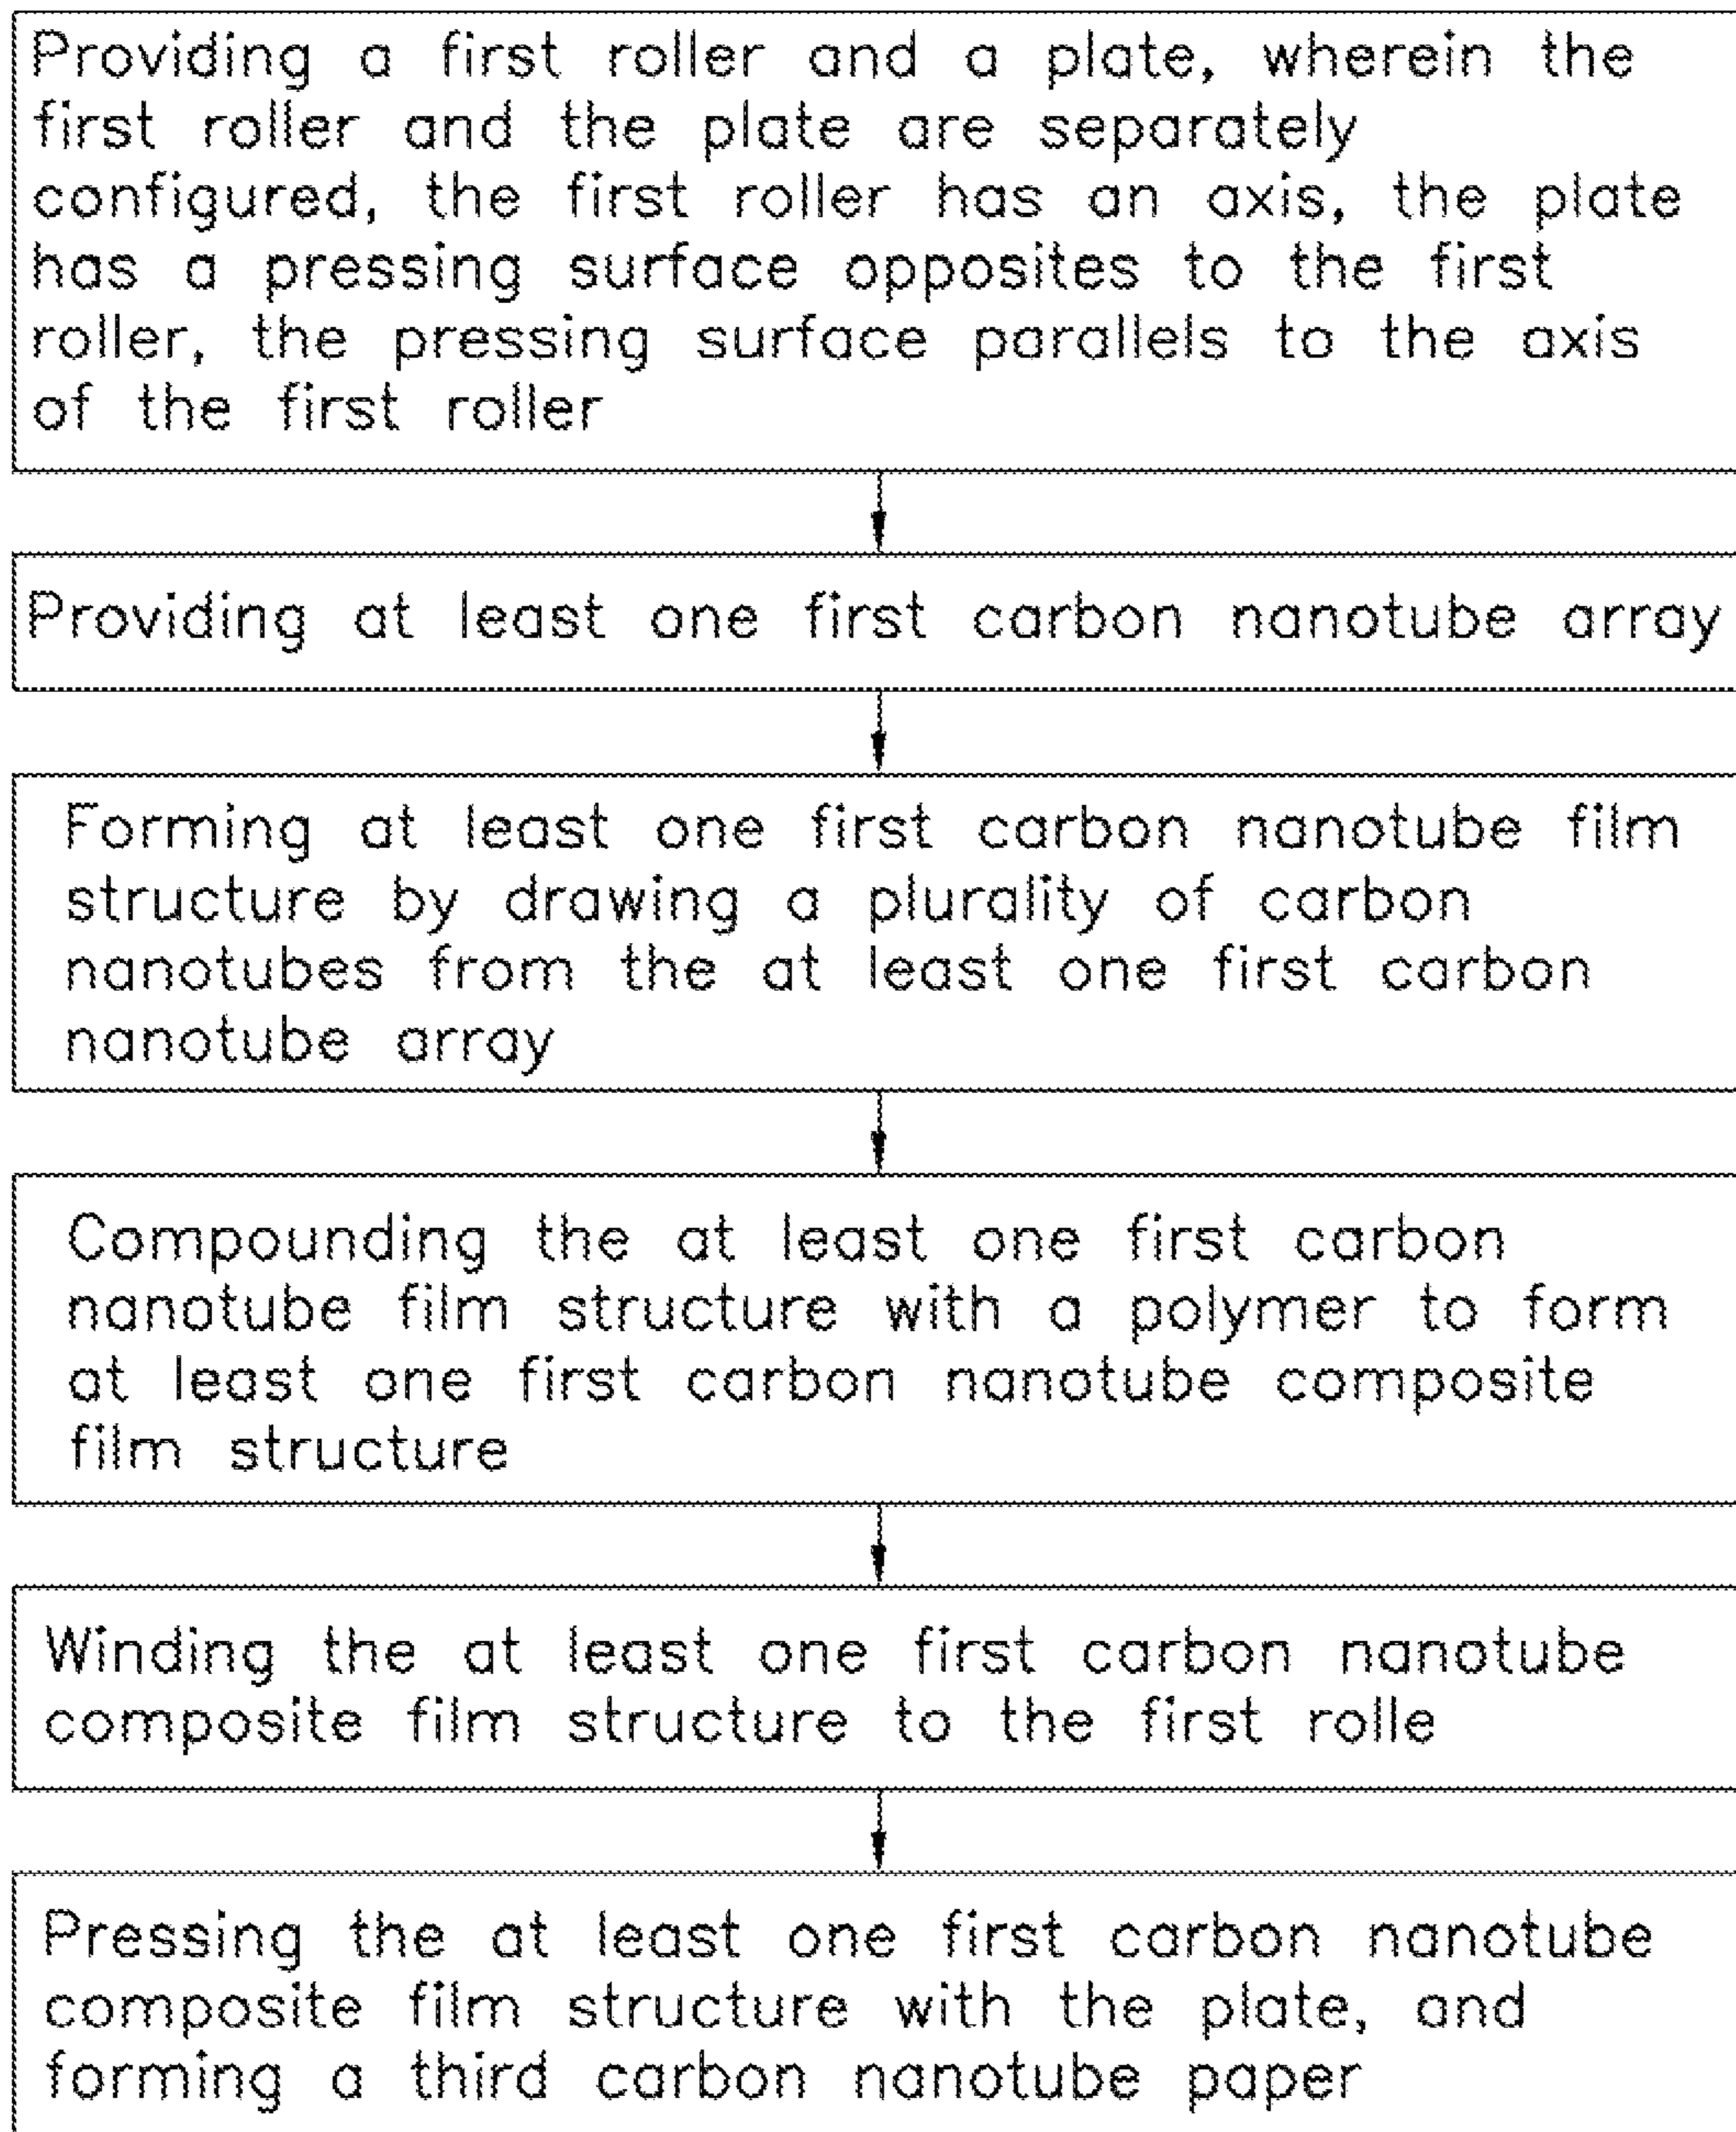 Providing a first roller and a plate, wherein the
first roller and the plate are separately
configured, the first roller has an axis, the plate
has a pressing surface opposites to the first
roller, the pressing surface parallels to the axis
of the first roller
Providing at least one first carbon nanotube array
Forming at least one first carbon nanotube film
structure by drawing a plurality of carbon
nanotubes from the at least one first carbon
nanotube array
Compounding the at least one first carbon
nanotube film structure with a polymer to form
at least one first carbon nanotube composite
film structure
Winding the at least one first carbon nanotube
composite film structure to the first rolle
Pressing the at least one first carbon nanotube
composite film structure with the plate, and
forming a third carbon nanotube paper